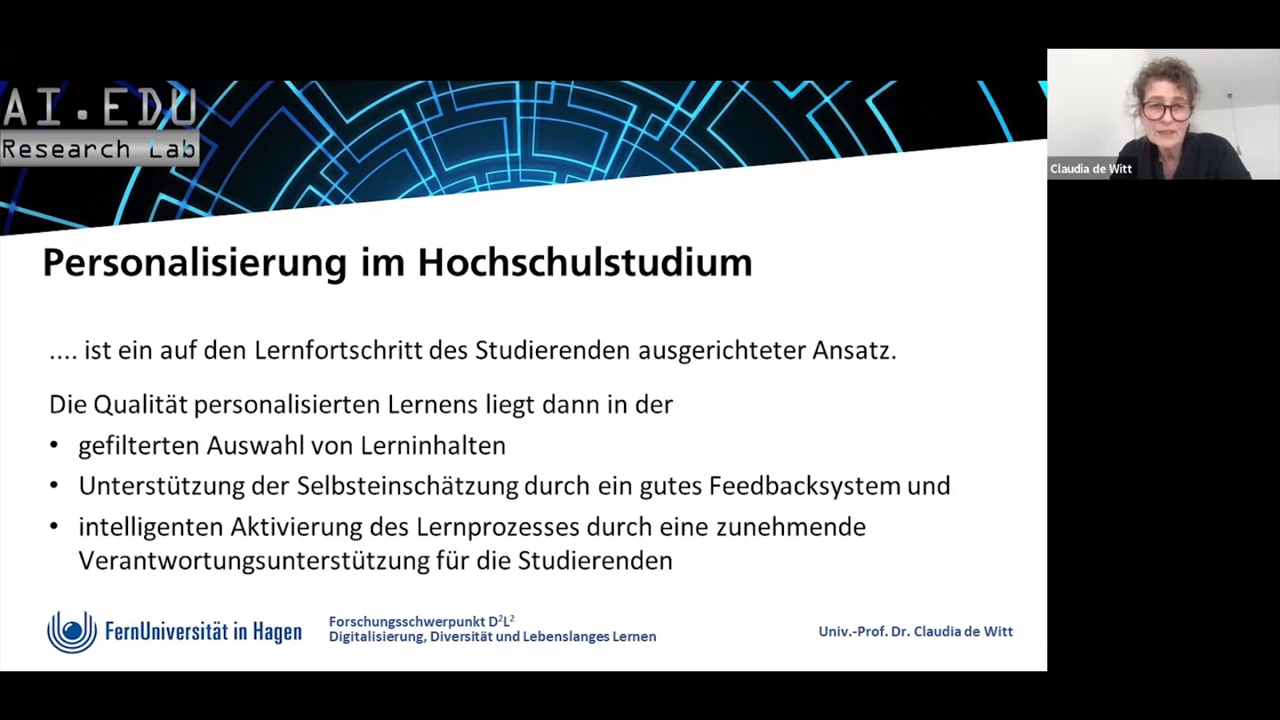 AI.EDU
Research Lab
Claudia de Witt
Personalisierung im Hochschulstudium
.... ist ein auf den Lernfortschritt des Studierenden ausgerichteter Ansatz.
Die Qualität personalisierten Lernens liegt dann in der
• gefilterten Auswahl von Lerninhalten
• Unterstützung der Selbsteinschätzung durch ein gutes Feedbacksystem und
• intelligenten Aktivierung des Lernprozesses durch eine zunehmende
Verantwortungsunterstützung für die Studierenden
FernUniversität in Hagen
Forschungsschwerpunkt D²L²
Digitalisierung, Diversität und Lebenslanges Lernen
Univ.-Prof. Dr. Claudia de Witt